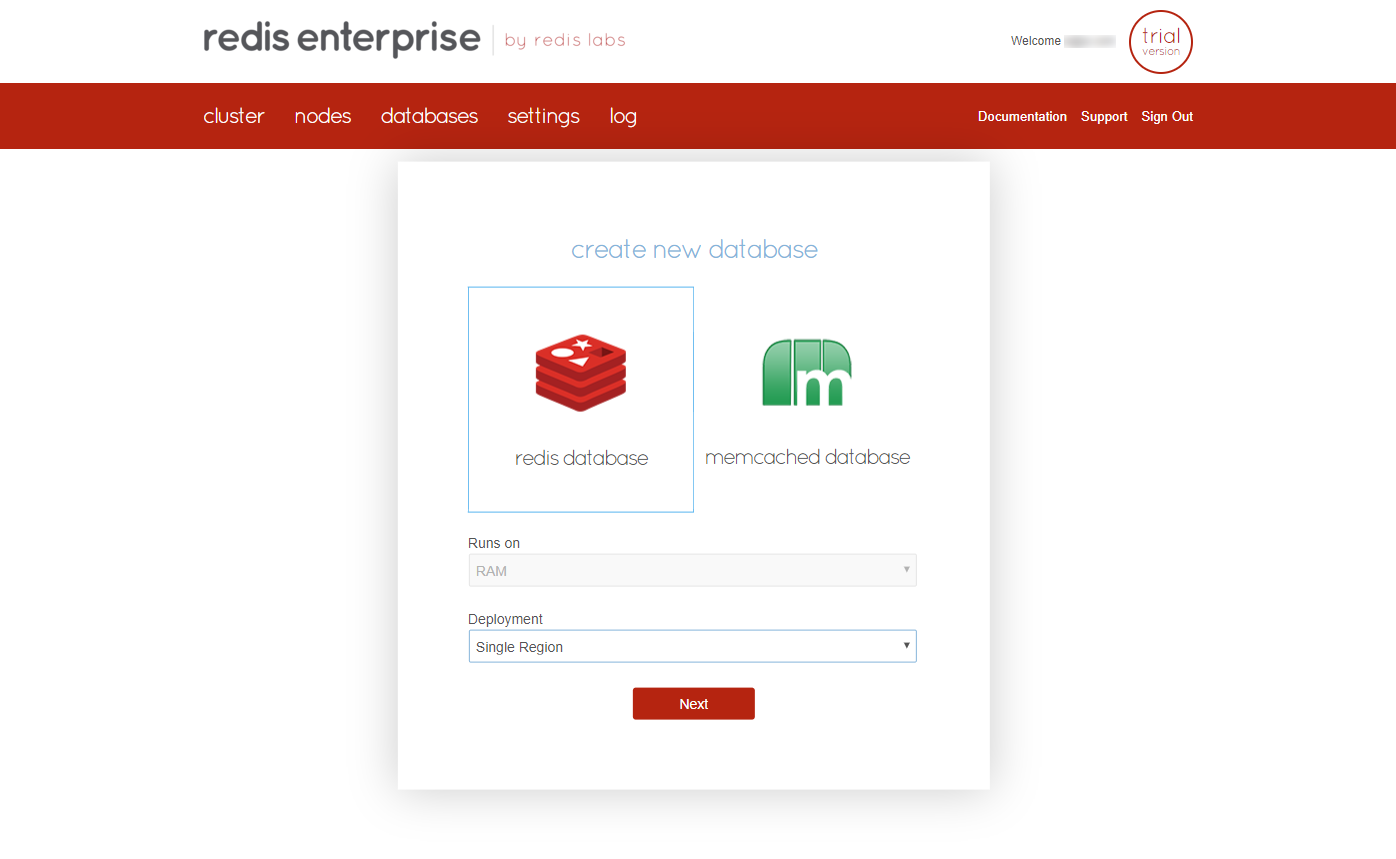 redis enterprise by redis labs
Welcome
trial
version
cluster nodes databases settings log
Documentation Support Sign Out
create new database
m
redis database
memcached database
Runs on
RAM
Deployment
Single Region
Next